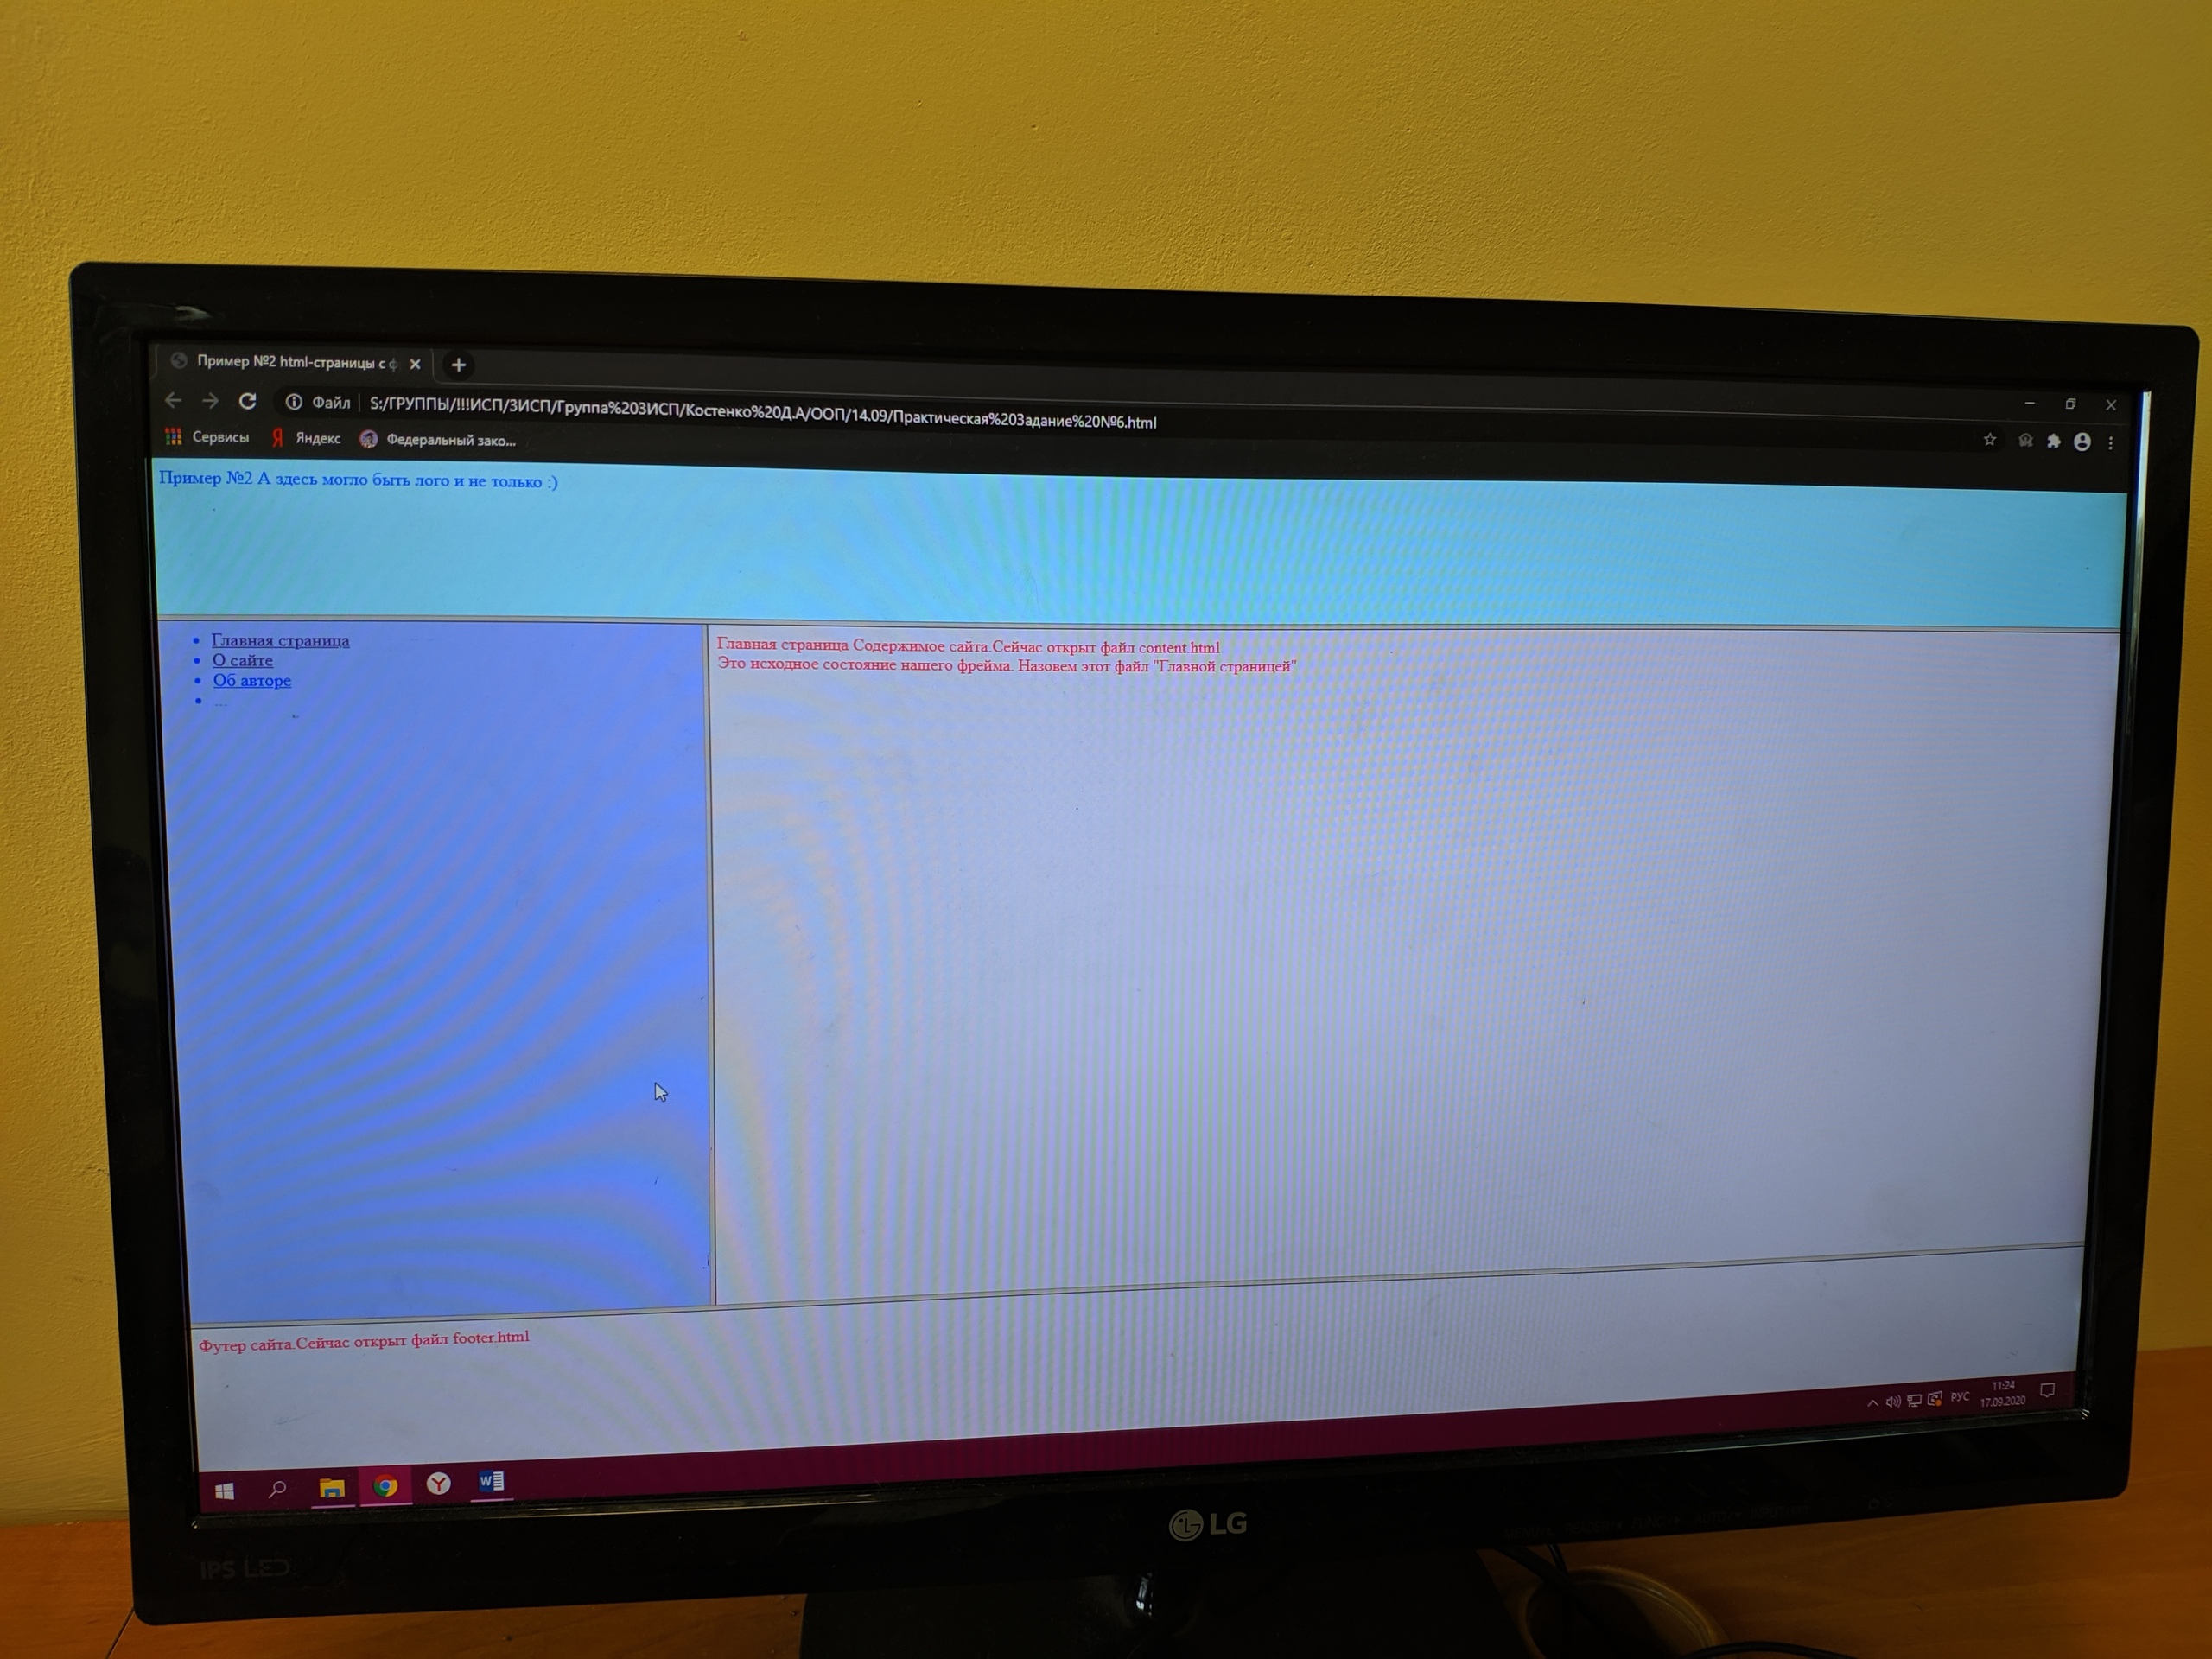 Пример №2 html-страницы с ф
Файл S:/ГРУППЫ/!!!ИСП/3ИСП/Группа%203ИСП/Костенко%20Д.А/ООП/14.09/Практическая%20Задание%20№6.html
Сервисы Яндекс Федеральный зако...
Пример №2 А здесь могло быть лого и не только :)
Главная страница
О сайте
Об авторе
...
Главная страница Содержимое сайта.Сейчас открыт файл content.html
Это исходное состояние нашего фрейма. Назовем этот файл "Главной страницей"
Футер сайта.Сейчас открыт файл footer.html
РУС
11:24
17.09.2020
LG
IPS LED